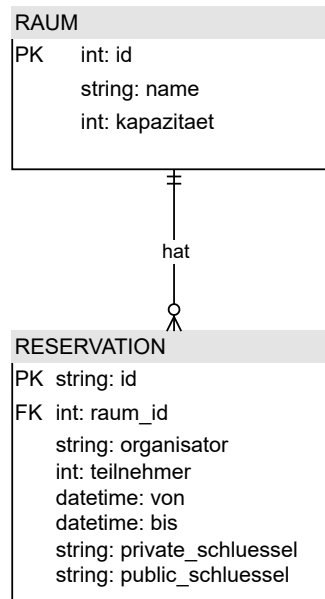 RAUM
PK int: id
string: name
int: kapazitaet
hat
RESERVATION
PK string: id
FK int: raum_id
string: organisator
int: teilnehmer
datetime: von
datetime: bis
string: private_schluessel
string: public_schluessel